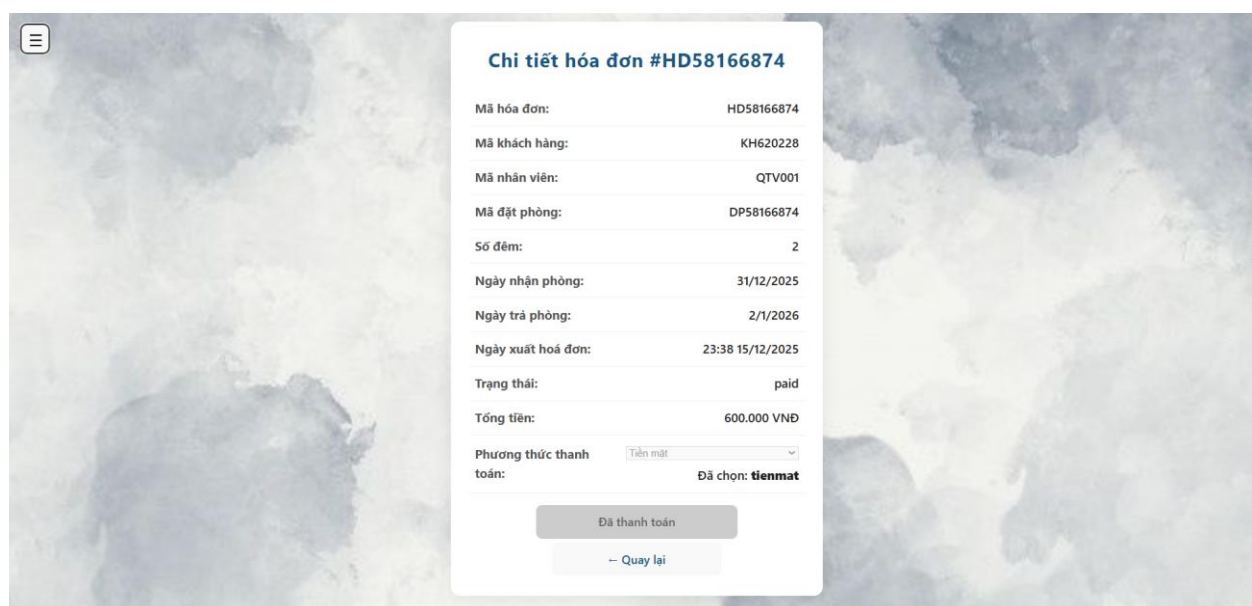 Chi tiết hóa đơn #HD58166874
Mã hóa đơn: HD58166874
Mã khách hàng: KH620228
Mã nhân viên: QTV001
Mã đặt phòng: DP58166874
Số đêm: 2
Ngày nhận phòng: 31/12/2025
Ngày trả phòng: 2/1/2026
Ngày xuất hoá đơn: 23:38 15/12/2025
Trạng thái: paid
Tổng tiền: 600.000 VNĐ
Phương thức thanh toán: Tiền mặt
Đã chọn: tienmat
Đã thanh toán
← Quay lại